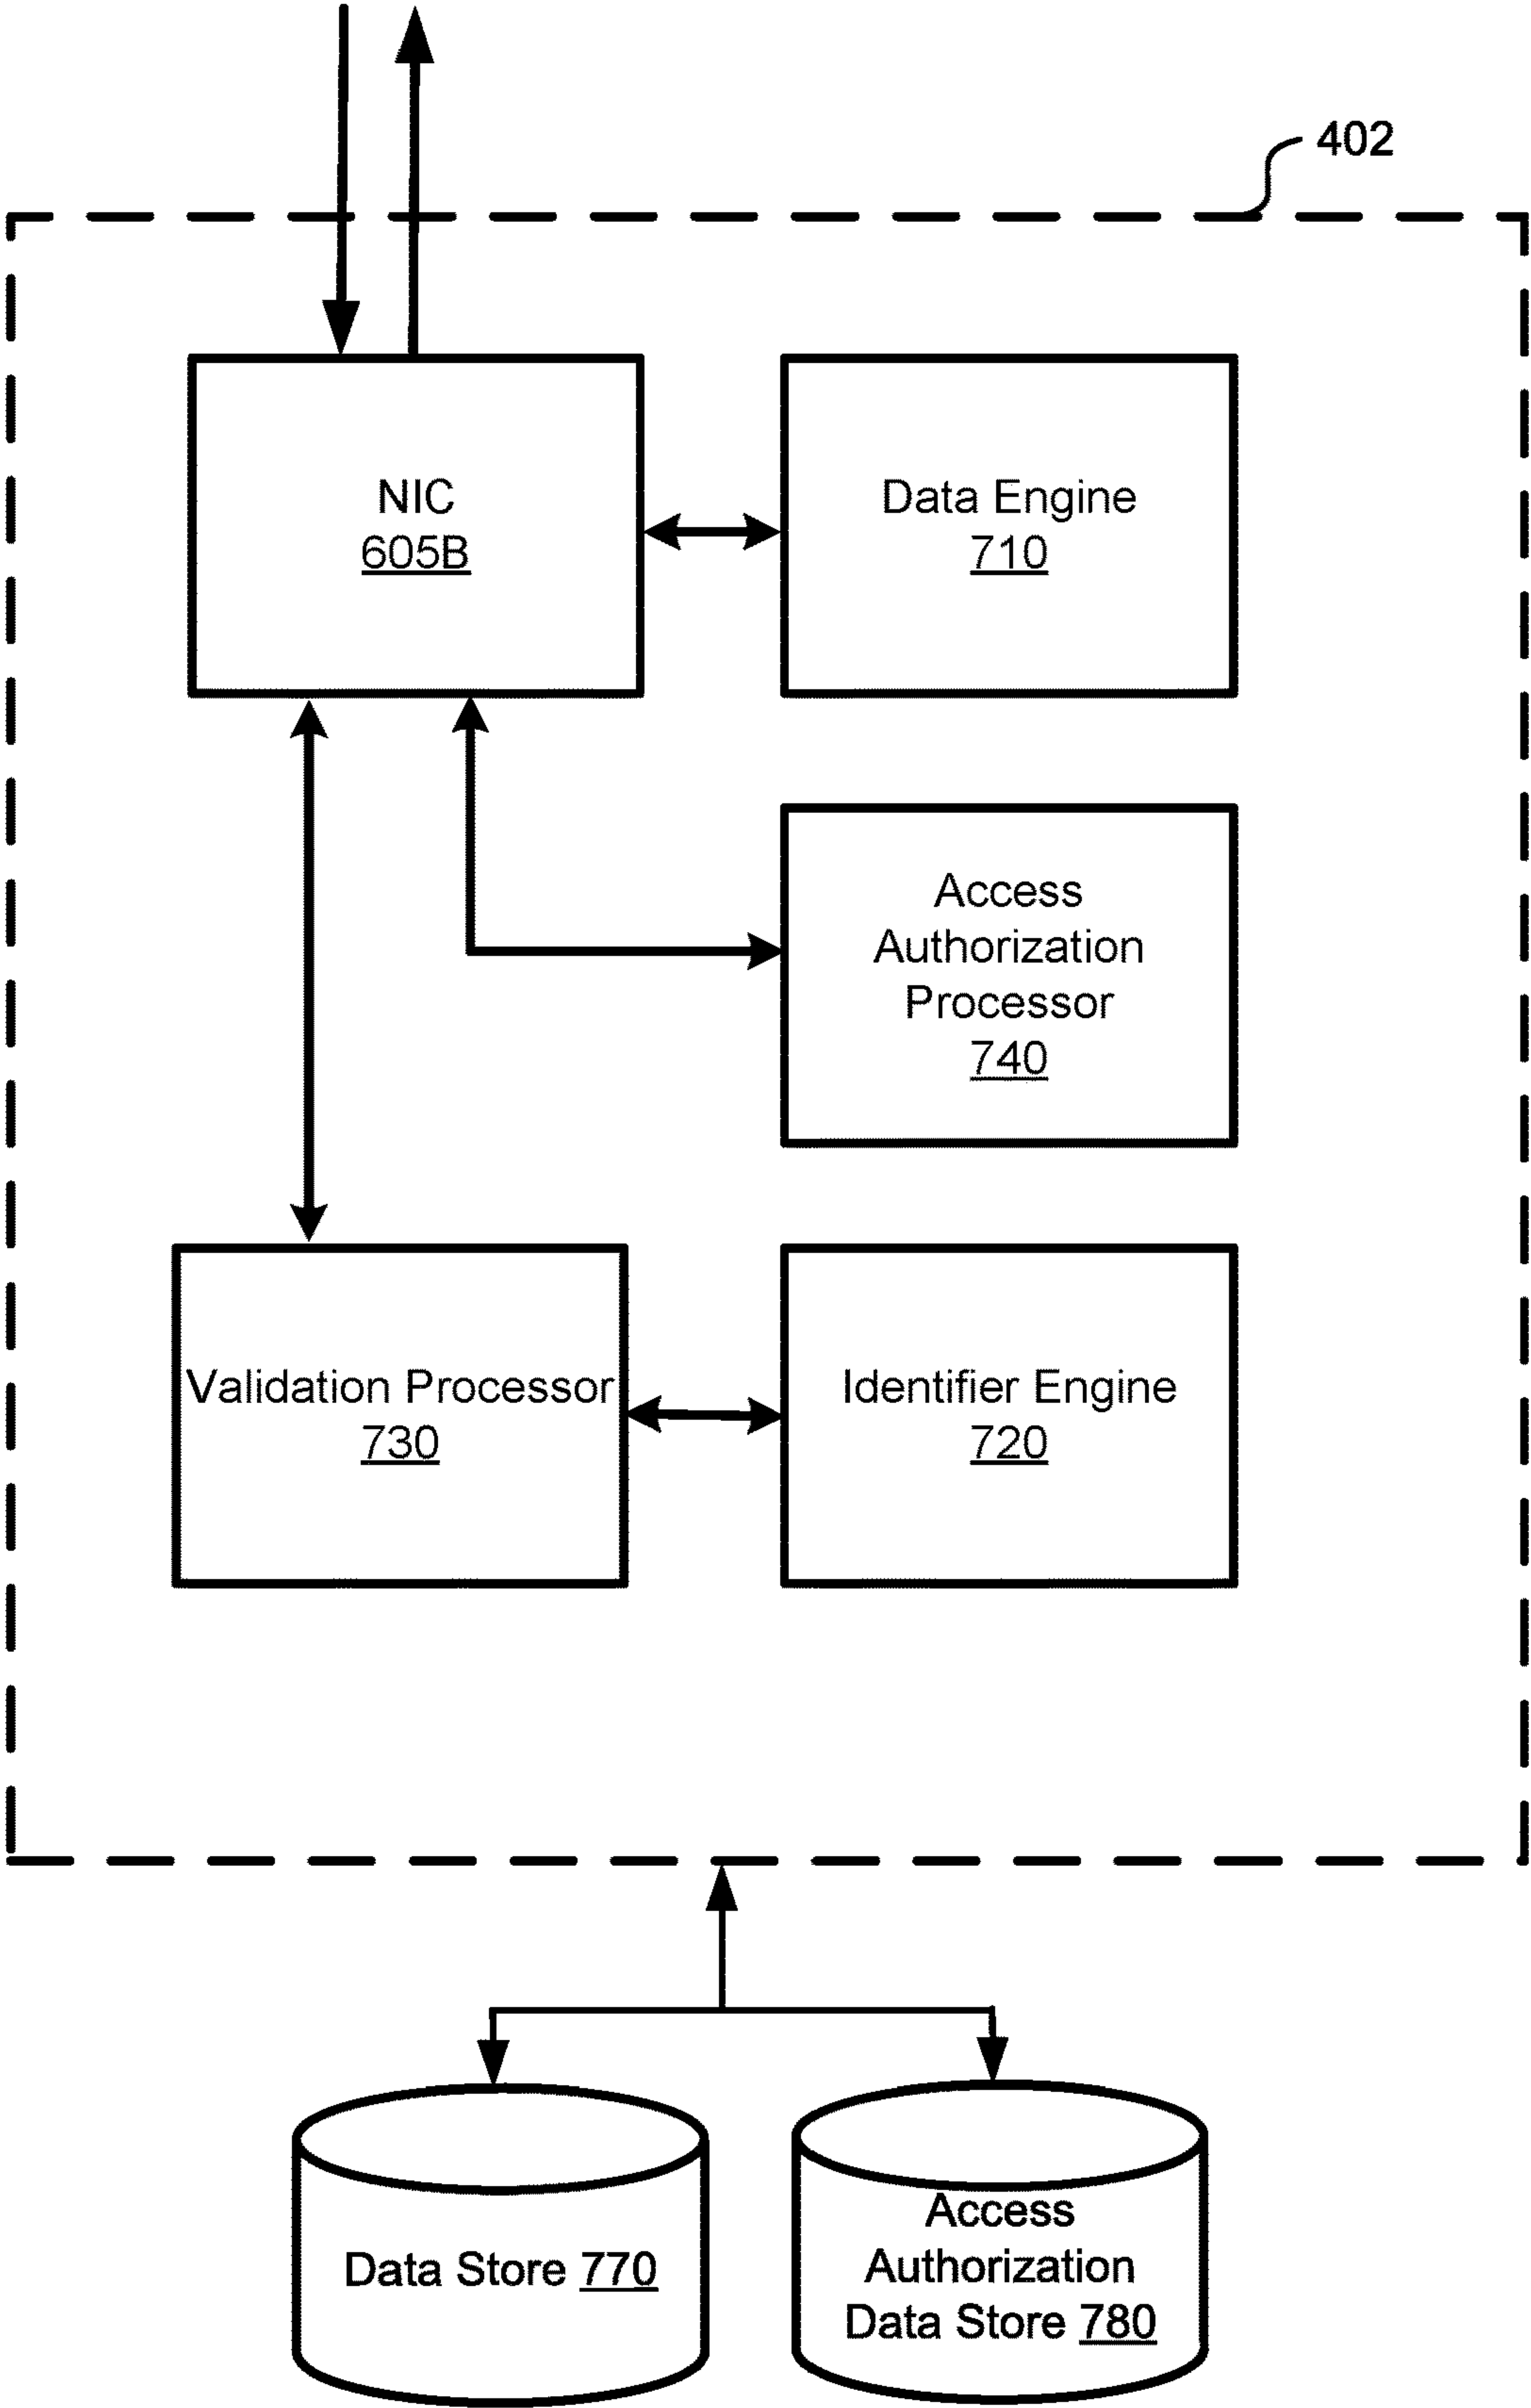 402
NIC
605B
Data Engine
710
Access
Authorization
Processor
740
Validation Processor
730
Identifier Engine
720
Data Store 770
Access
Authorization
Data Store 780